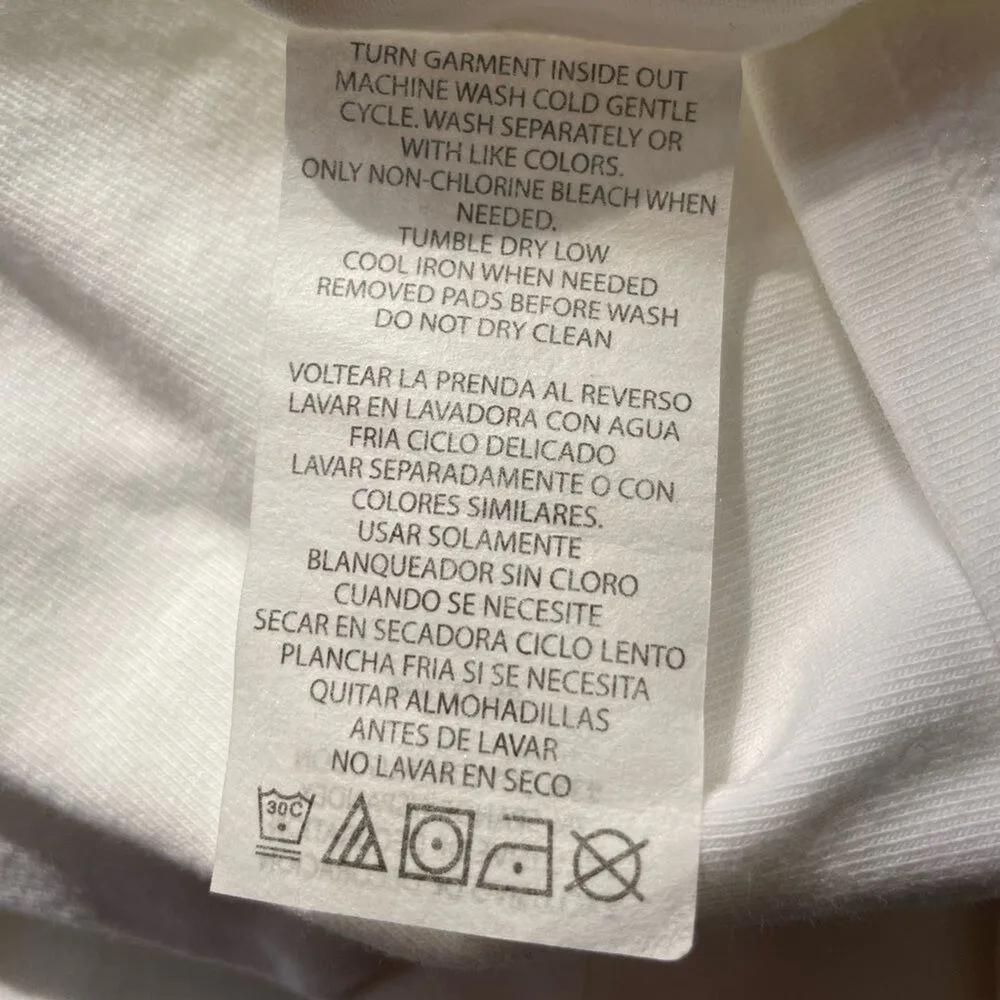 TURN GARMENT INSIDE OUT
MACHINE WASH COLD GENTLE
CYCLE. WASH SEPARATELY OR
WITH LIKE COLORS.
ONLY NON-CHLORINE BLEACH WHEN
NEEDED.
TUMBLE DRY LOW
COOL IRON WHEN NEEDED
REMOVED PADS BEFORE WASH
DO NOT DRY CLEAN
VOLTEAR LA PRENDA AL REVERSO
LAVAR EN LAVADORA CON AGUA
FRIA CICLO DELICADO
LAVAR SEPARADAMENTE O CON
COLORES SIMILARES.
USAR SOLAMENTE
BLANQUEADOR SIN CLORO
CUANDO SE NECESITE
SECAR EN SECADORA CICLO LENTO
PLANCHA FRIA SI SE NECESITA
QUITAR ALMOHADILLAS
ANTES DE LAVAR
NO LAVAR EN SECO
30C